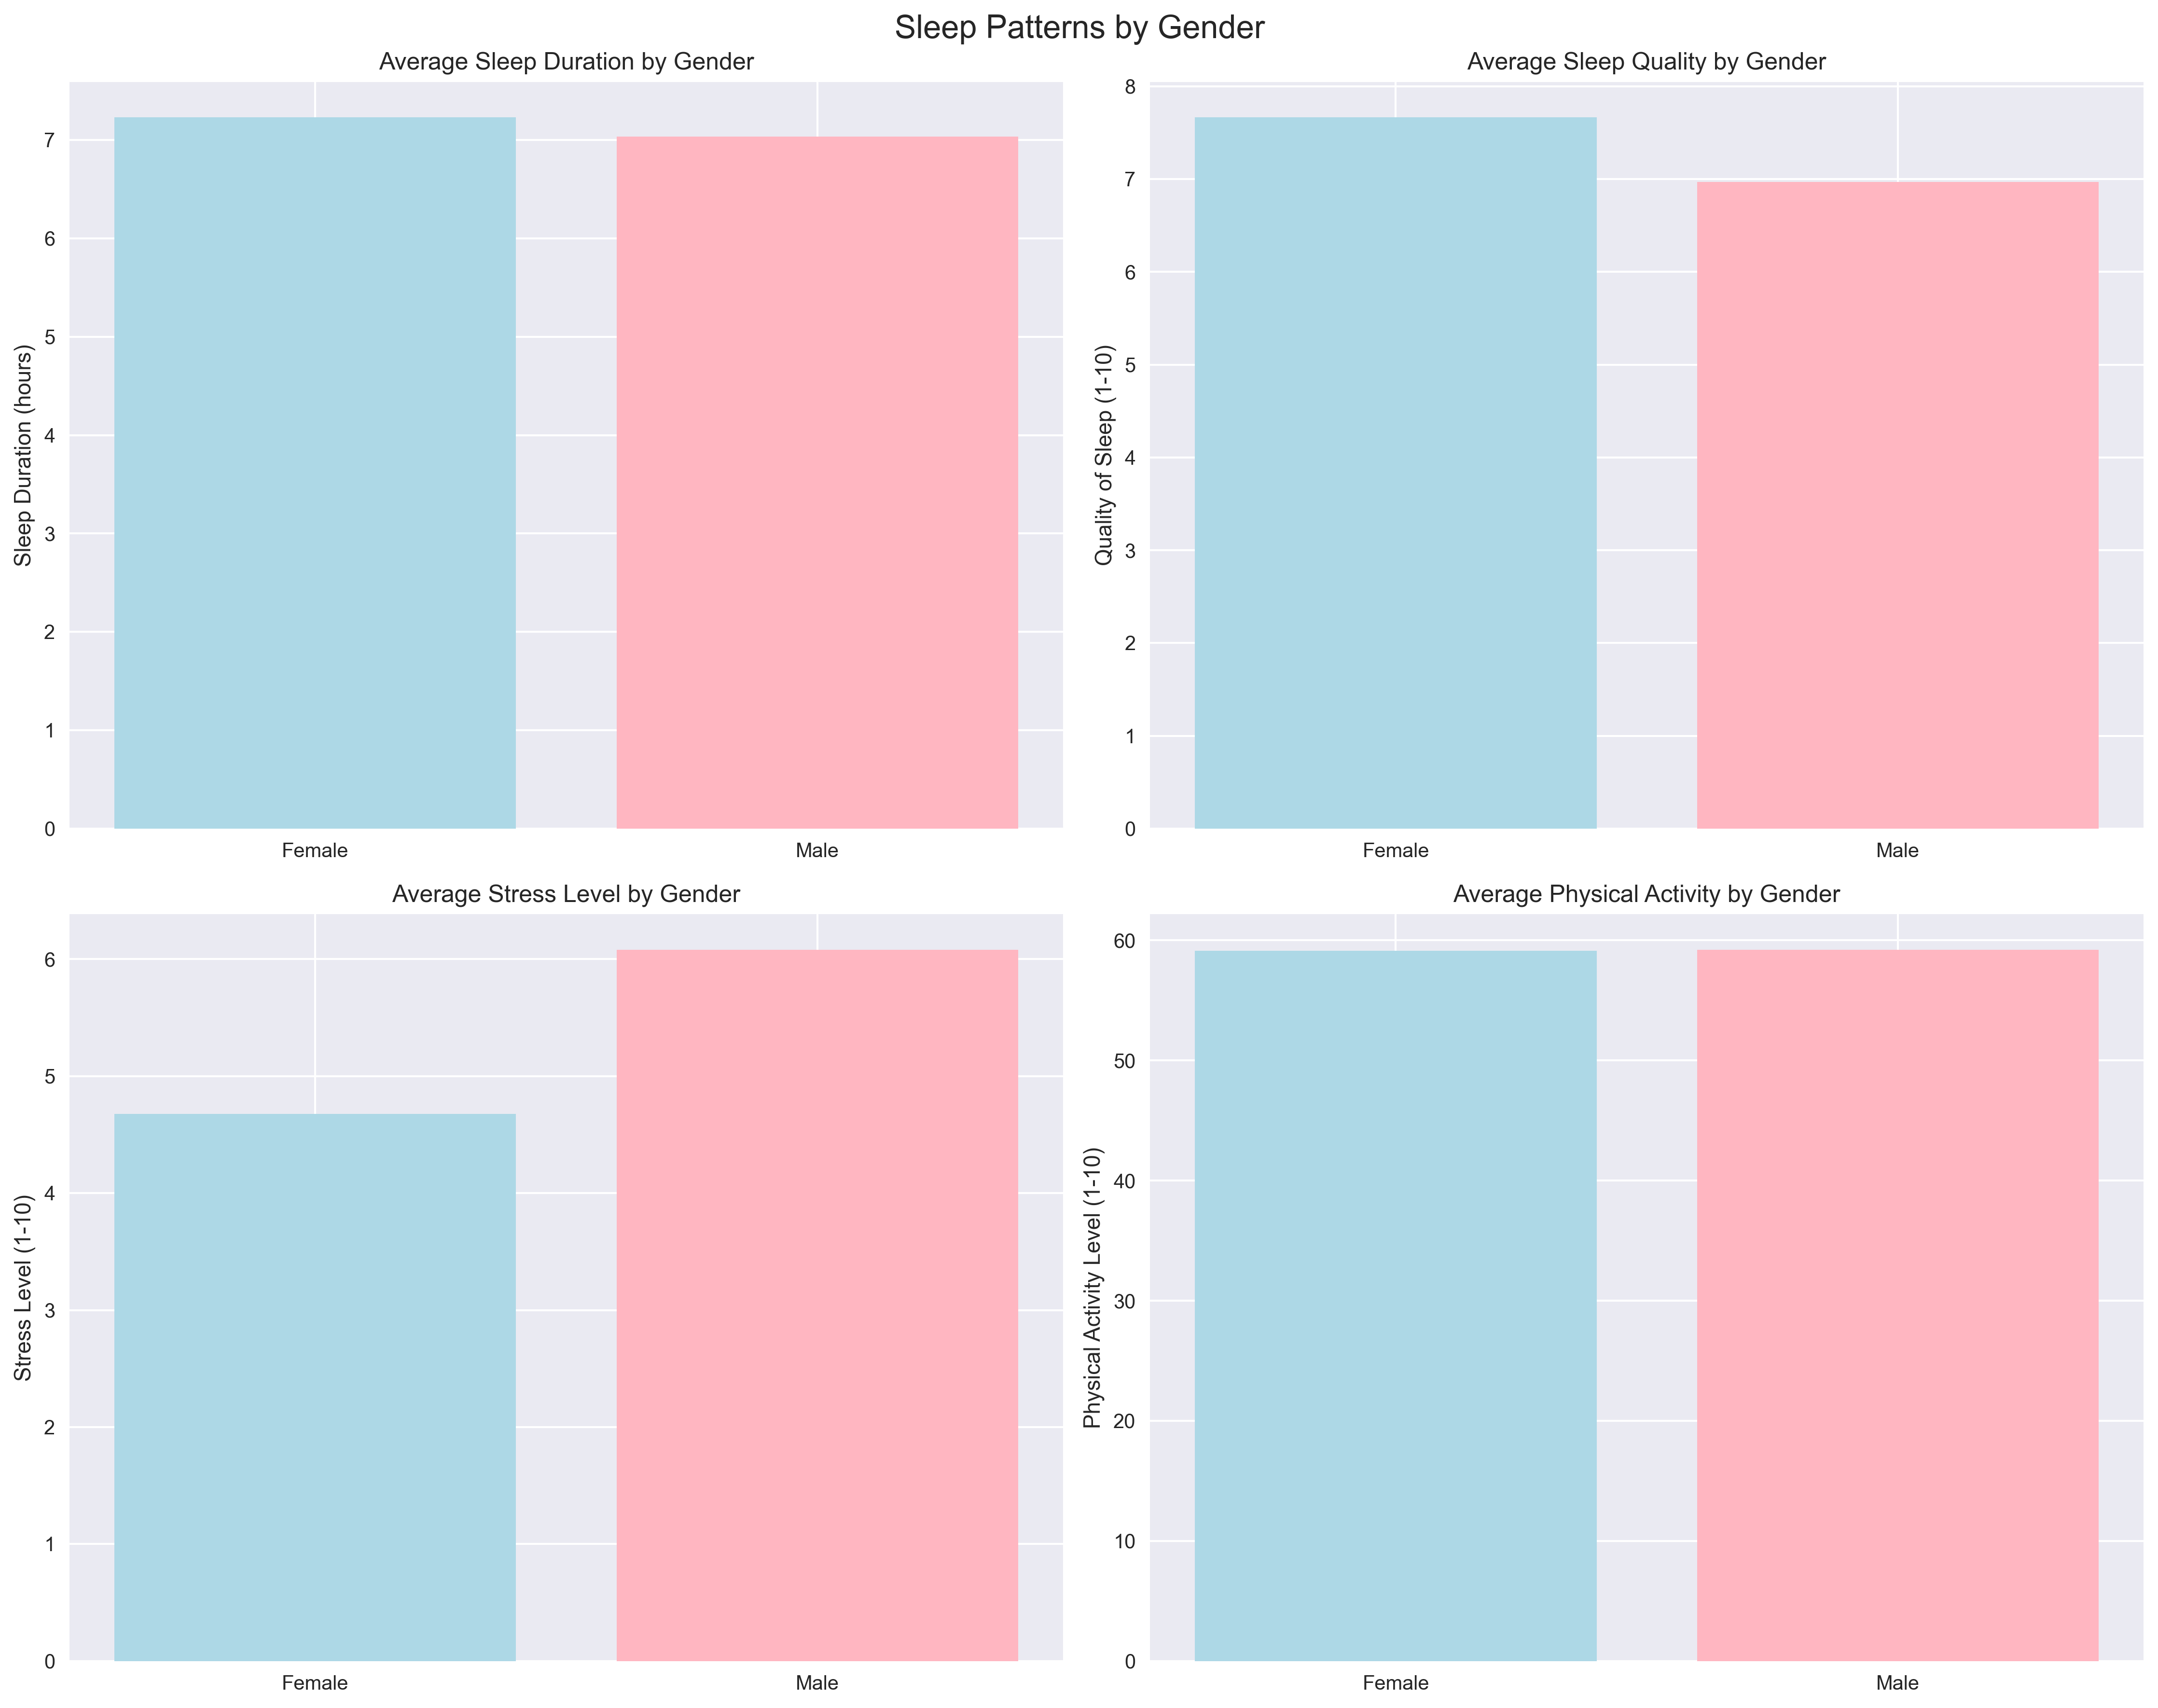 Sleep Patterns by Gender
Average Sleep Duration by Gender
Sleep Duration (hours)
7
6
5
4
3
2
1
0
Female
Male
Average Sleep Quality by Gender
Quality of Sleep (1-10)
8
7
6
5
4
3
2
1
0
Female
Male
Average Stress Level by Gender
Stress Level (1-10)
6
5
4
3
2
1
0
Female
Male
Average Physical Activity by Gender
Physical Activity Level (1-10)
60
50
40
30
20
10
0
Female
Male